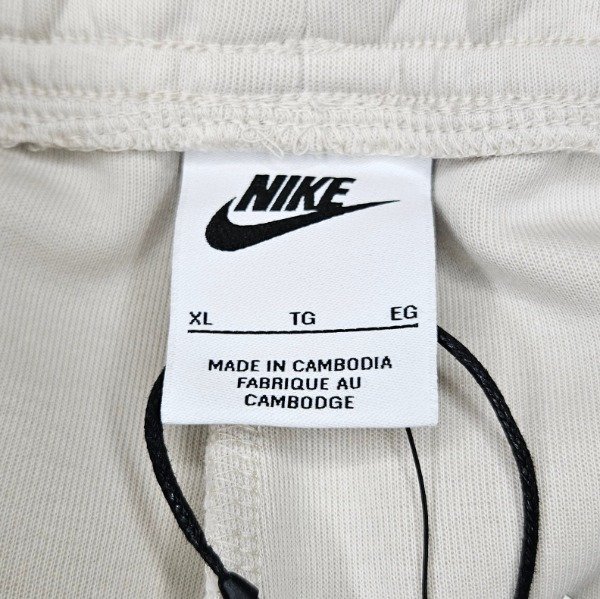 NIKE
XL TG EG
MADE IN CAMBODIA
FABRIQUE AU
CAMBODGE